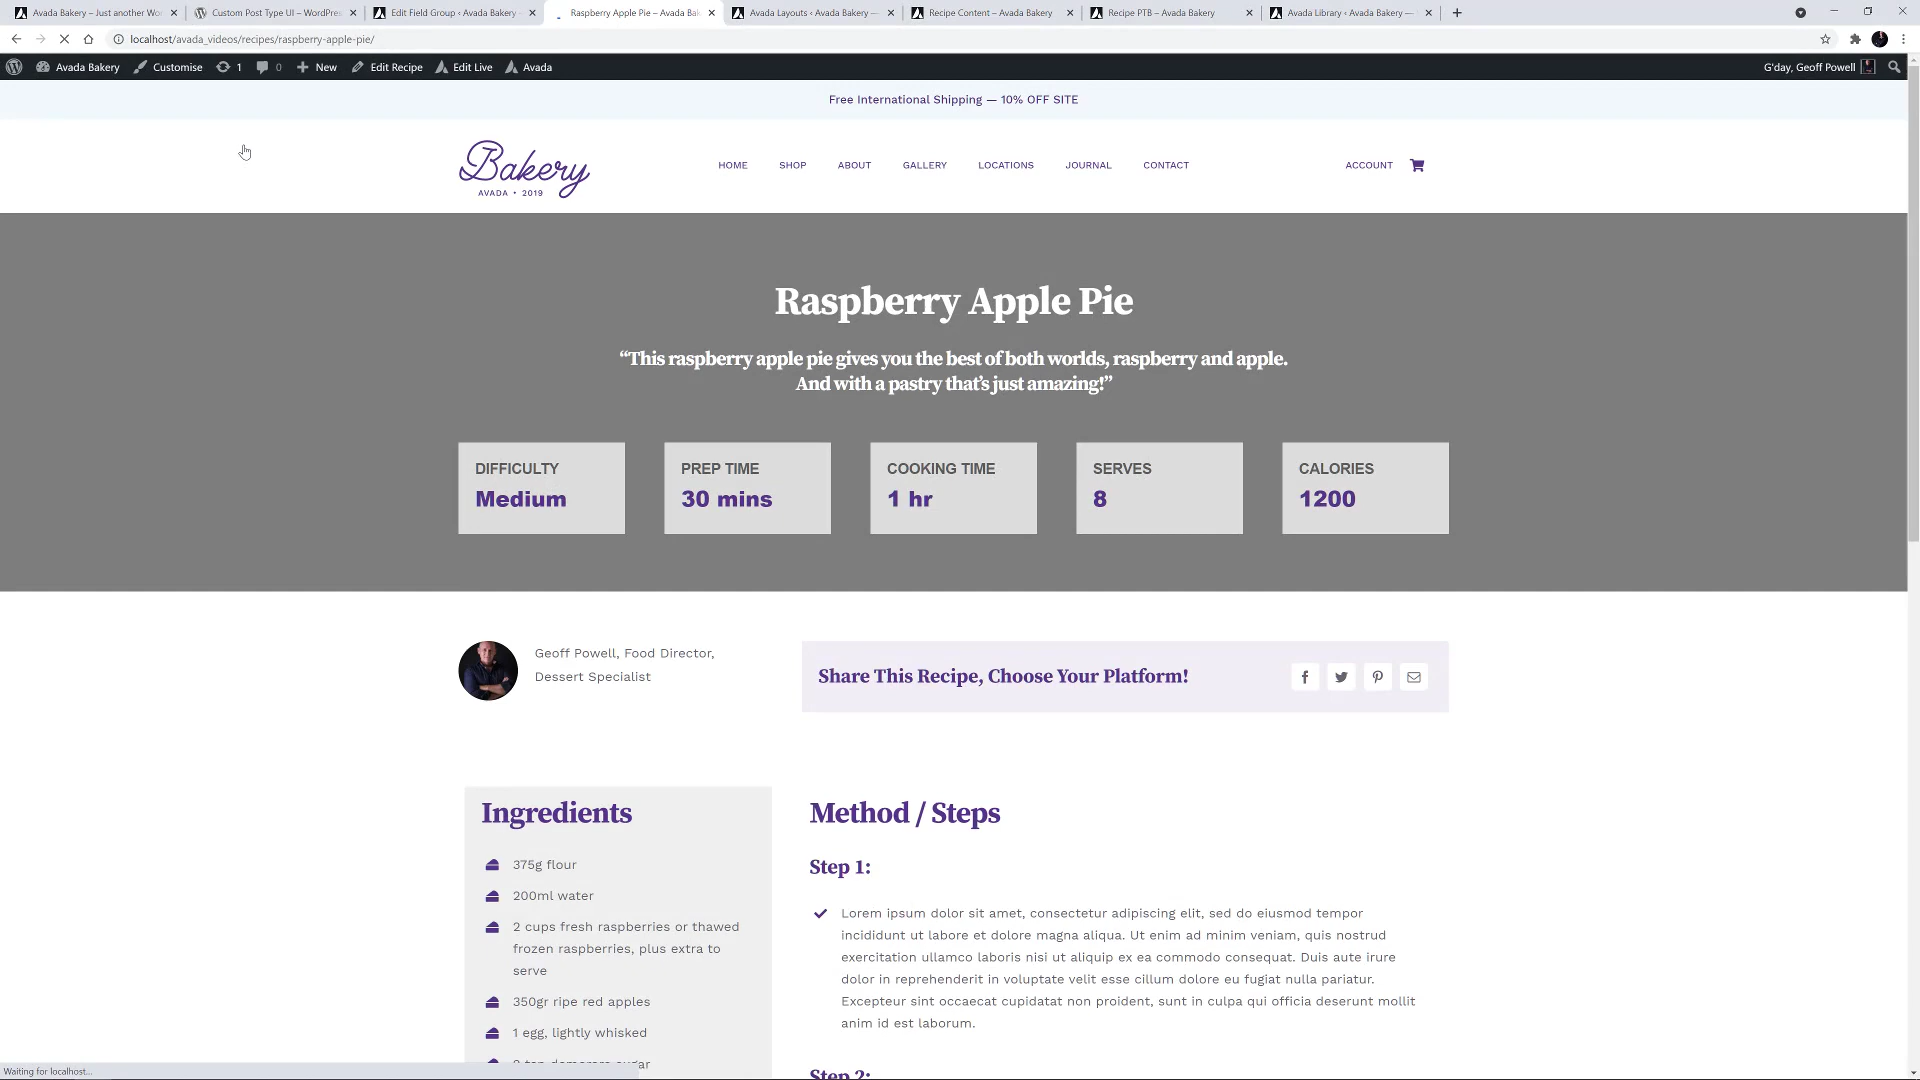 Avada Bakery – Just another Wo
Custom Post Type UI – WordPres
Edit Field Group ‹ Avada Bakery
Raspberry Apple Pie – Avada Bak
Avada Layouts ‹ Avada Bakery —
Recipe Content – Avada Bakery
Recipe PTB – Avada Bakery
Avada Library ‹ Avada Bakery —
localhost/avada_videos/recipes/raspberry-apple-pie/
Avada Bakery
Customise
1
0
New
Edit Recipe
Edit Live
Avada
G'day, Geoff Powell
Free International Shipping — 10% OFF SITE
Bakery
AVADA • 2019
HOME
SHOP
ABOUT
GALLERY
LOCATIONS
JOURNAL
CONTACT
ACCOUNT
Raspberry Apple Pie
“This raspberry apple pie gives you the best of both worlds, raspberry and apple.
And with a pastry that’s just amazing!”
DIFFICULTY
Medium
PREP TIME
30 mins
COOKING TIME
1 hr
SERVES
8
CALORIES
1200
Geoff Powell, Food Director,
Dessert Specialist
Share This Recipe, Choose Your Platform!
Ingredients
375g flour
200ml water
2 cups fresh raspberries or thawed
frozen raspberries, plus extra to
serve
350gr ripe red apples
1 egg, lightly whisked
Method / Steps
Step 1:
Lorem ipsum dolor sit amet, consectetur adipiscing elit, sed do eiusmod tempor
incididunt ut labore et dolore magna aliqua. Ut enim ad minim veniam, quis nostrud
exercitation ullamco laboris nisi ut aliquip ex ea commodo consequat. Duis aute irure
dolor in reprehenderit in voluptate velit esse cillum dolore eu fugiat nulla pariatur.
Excepteur sint occaecat cupidatat non proident, sunt in culpa qui officia deserunt mollit
anim id est laborum.
Step 2:
Waiting for localhost...